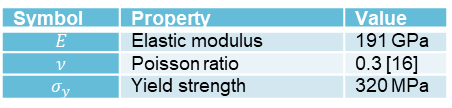 Symbol Property Value
E Elastic modulus 191 GPa
ν Poisson ratio 0.3 [16]
σy Yield strength 320 MPa